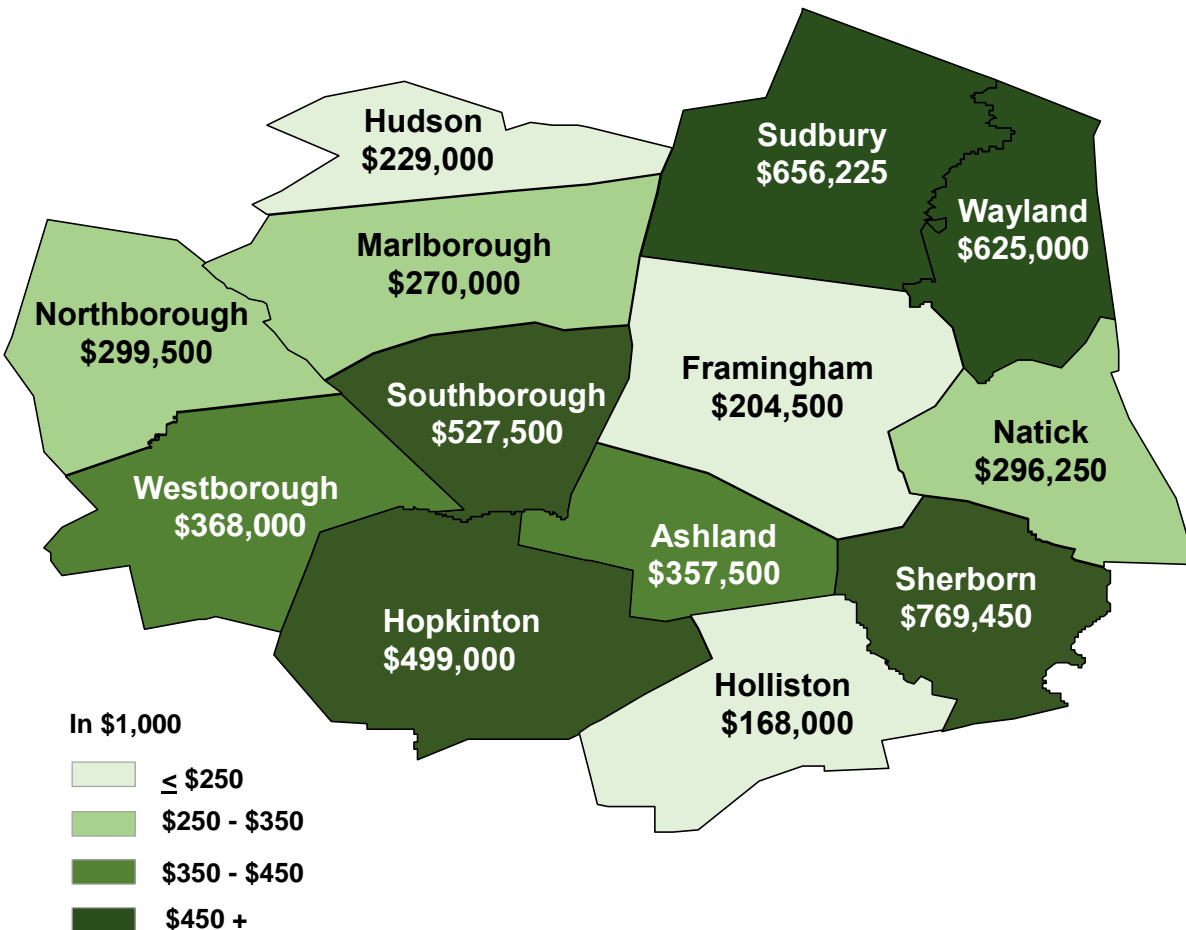 Hudson
$229,000
Sudbury
$656,225
Wayland
$625,000
Marlborough
$270,000
Northborough
$299,500
Framingham
$204,500
Southborough
$527,500
Natick
$296,250
Westborough
$368,000
Ashland
$357,500
Sherborn
$769,450
Hopkinton
$499,000
Holliston
$168,000
In $1,000
≤ $250
$250 - $350
$350 - $450
$450 +